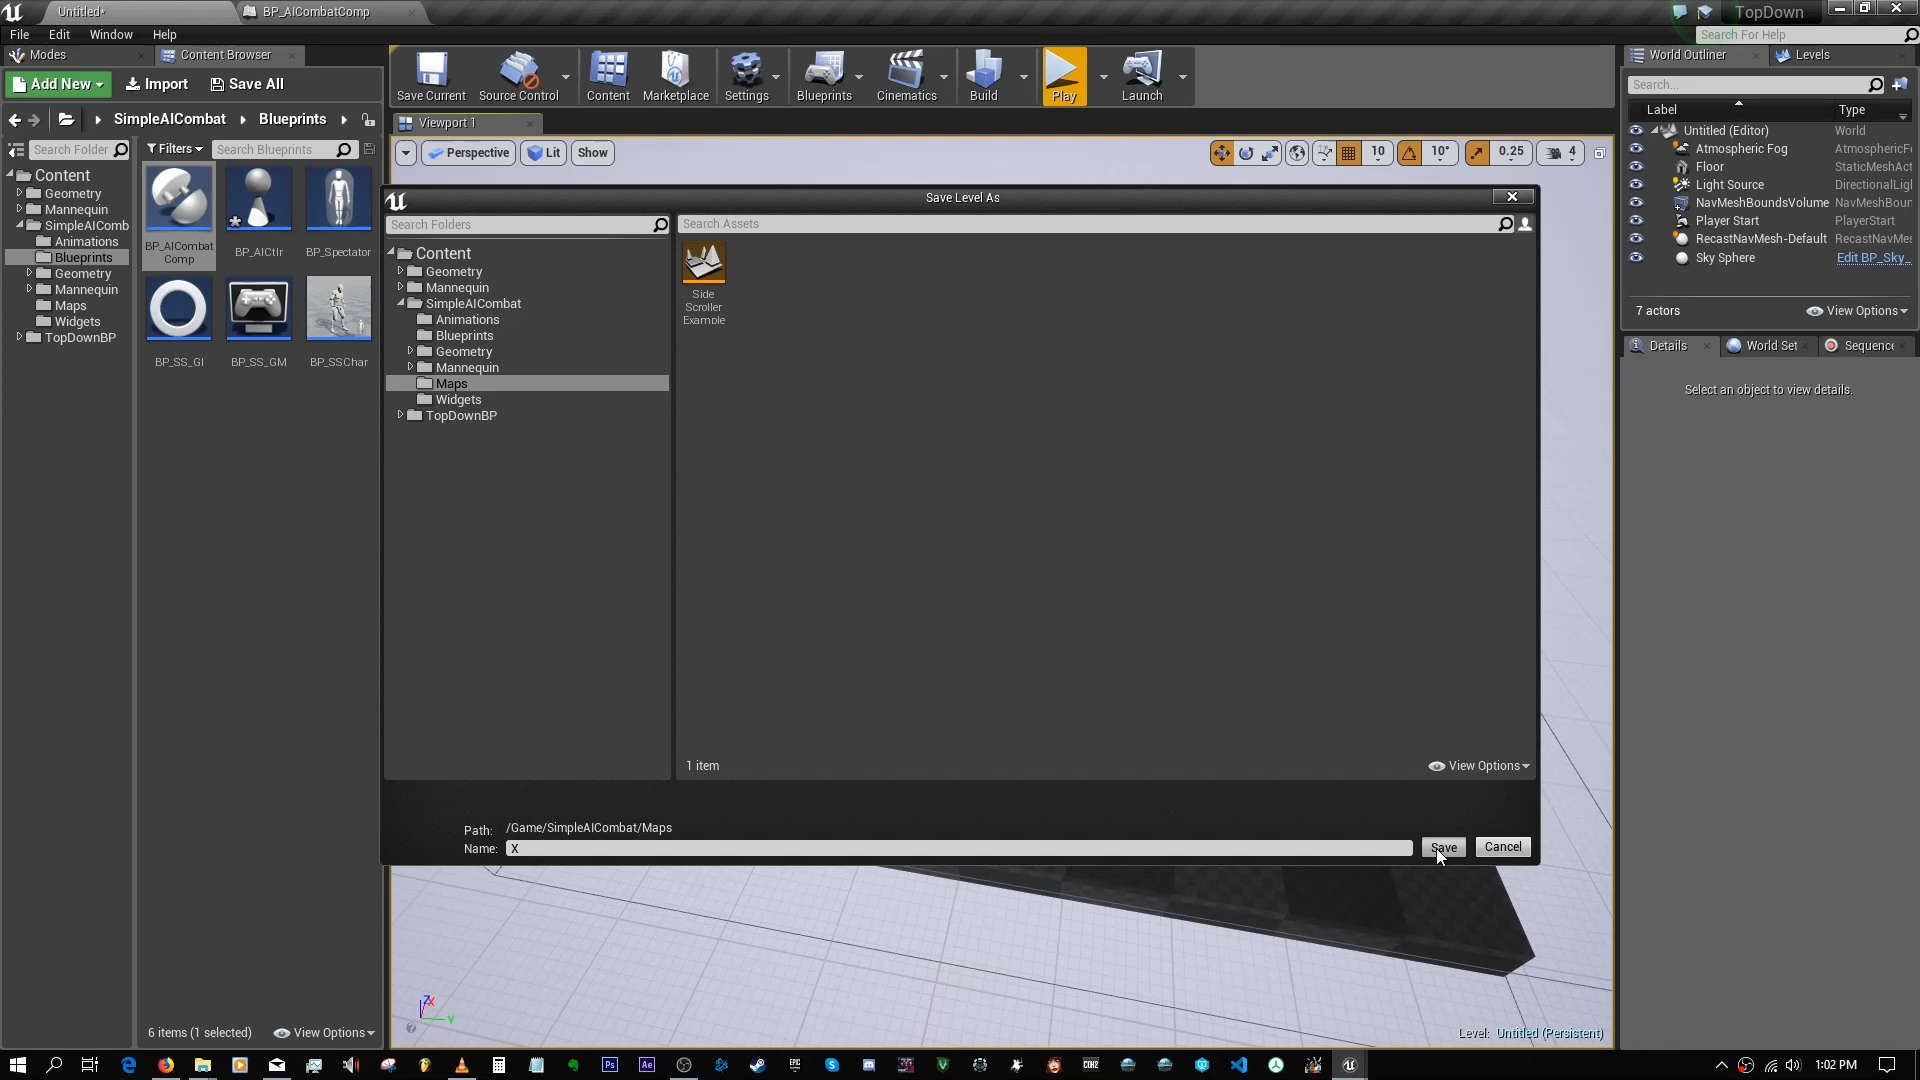 Untitled*
BP_AICombatComp
TopDown
File
Edit
Window
Help
Search For Help
Modes
Content Browser
World Outliner
Levels
Add New
Import
Save All
Save Current
Source Control
Content
Marketplace
Settings
Blueprints
Cinematics
Build
Play
Launch
Search...
Label
Type
SimpleAICombat
Blueprints
Viewport 1
Search Folder
Filters
Search Blueprints
Perspective
Lit
Show
10
10°
0.25
4
Content
Geometry
Mannequin
SimpleAIComb
Animations
Blueprints
Geometry
Mannequin
Maps
Widgets
TopDownBP
BP_AICombat
Comp
BP_AICtlr
BP_Spectator
BP_SS_GI
BP_SS_GM
BP_SSChar
6 items (1 selected)
View Options
Untitled (Editor)
World
Atmospheric Fog
AtmosphericF
Floor
StaticMeshAct
Light Source
DirectionalLig
NavMeshBoundsVolume
NavMeshBoun
Player Start
PlayerStart
RecastNavMesh-Default
RecastNavMes
Sky Sphere
Edit BP_Sky_
7 actors
View Options
Details
World Set
Sequence
Select an object to view details.
Save Level As
Search Folders
Search Assets
Content
Geometry
Mannequin
SimpleAICombat
Animations
Blueprints
Geometry
Mannequin
Maps
Widgets
TopDownBP
Side
Scroller
Example
1 item
View Options
Path:
/Game/SimpleAICombat/Maps
Name:
X
Save
Cancel
Z
X
Y
Level: Untitled (Persistent)
Ps
Ae
EPIC
1:02 PM